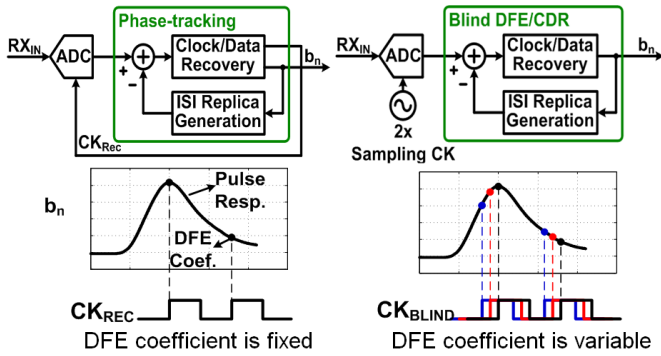 Phase-tracking
RX_IN
ADC
+
+
−
Clock/Data
Recovery
b_n
ISI Replica
Generation
CK_Rec
b_n
Pulse
Resp.
DFE
Coef.
CK_REC
DFE coefficient is fixed
Blind DFE/CDR
RX_IN
ADC
+
+
−
Clock/Data
Recovery
b_n
ISI Replica
Generation
2x
Sampling CK
CK_BLIND
DFE coefficient is variable